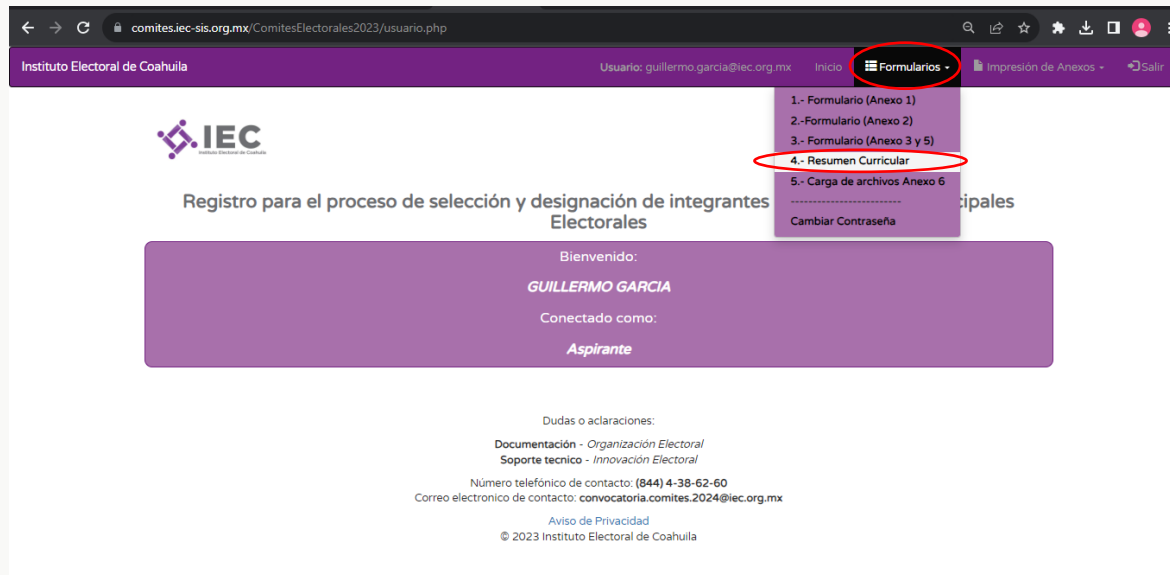 comites.iec-sis.org.mx/ComitesElectorales2023/usuario.php
Instituto Electoral de Coahuila
Usuario: guillermo.garcia@iec.org.mx
Inicio
Formularios
Impresión de Anexos
Salir
1.- Formulario (Anexo 1)
2.-Formulario (Anexo 2)
3.- Formulario (Anexo 3 y 5)
4.- Resumen Curricular
5.- Carga de archivos Anexo 6
-------------------------
Cambiar Contraseña
IEC
Instituto Electoral de Coahuila
Registro para el proceso de selección y designación de integrantes cipales
Electorales
Bienvenido:
GUILLERMO GARCIA
Conectado como:
Aspirante
Dudas o aclaraciones:
Documentación - Organización Electoral
Soporte tecnico - Innovación Electoral
Número telefónico de contacto: (844) 4-38-62-60
Correo electronico de contacto: convocatoria.comites.2024@iec.org.mx
Aviso de Privacidad
© 2023 Instituto Electoral de Coahuila